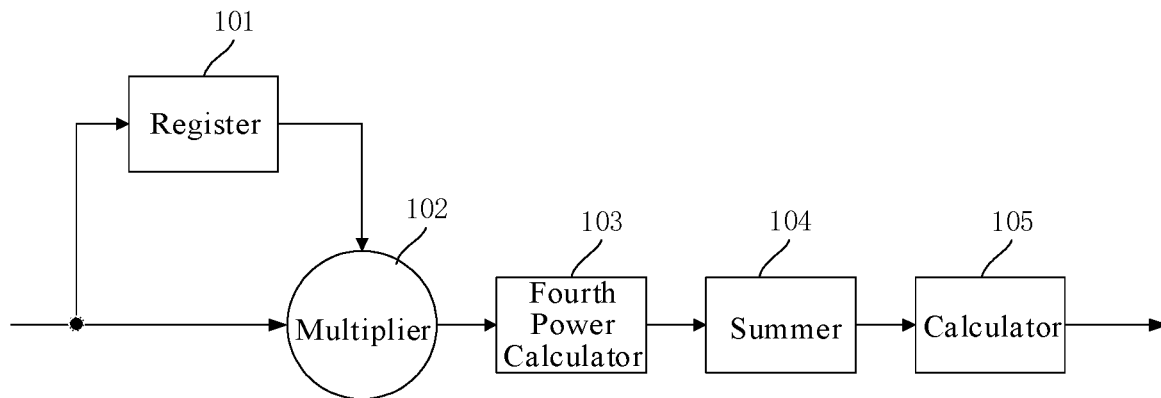 101
Register
102
Multiplier
103
Fourth
Power
Calculator
104
Summer
105
Calculator